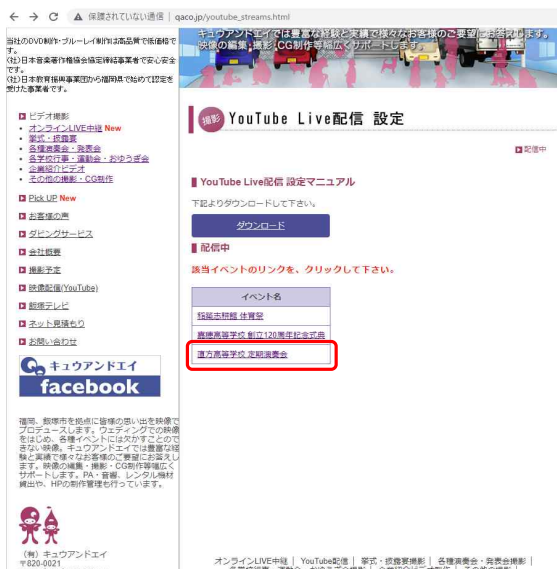 保護されていない通信 | qaco.jp/youtube_streams.html
当社のDVD制作・ブルーレイ制作は高品質で低価格で
す。
(社)日本音楽著作権協会協定締結事業者で安心安全
です。
(社)日本教育振興事業団から福岡県で始めて認定を
受けた事業者です。
ビデオ撮影
オンラインLIVE中継 New
挙式・披露宴
各種演奏会・発表会
各学校行事・運動会・おゆうぎ会
企業紹介ビデオ
その他の撮影・CG制作
Pick UP New
お客様の声
ダビングサービス
会社概要
撮影予定
映像配信(YouTube)
飯塚テレビ
ネット見積もり
お問い合わせ
キュウアンドエイ
facebook
福岡、飯塚市を拠点に皆様の思い出を映像で
プロデュースします。ウェディングでの映像
をはじめ、各種イベントには欠かすことので
きない映像。キュウアンドエイでは豊富な経
験と実績で様々なお客様のご要望にお答えし
ます。映像の編集・撮影・CG制作等幅広く
サポートします。PA・音響、レンタル機材
貸出や、HPの制作管理も行っています。
(有) キュウアンドエイ
〒820-0021
キュウアンドエイでは豊富な経験と実績で様々なお客様のご要望にお答えします。
映像の編集・撮影・CG制作等幅広くサポートします。
撮影 YouTube Live配信 設定
配信中
YouTube Live配信 設定マニュアル
下記よりダウンロードして下さい。
ダウンロード
配信中
該当イベントのリンクを、クリックして下さい。
イベント名
稲築志耕館 体育祭
嘉穂高等学校 創立120周年記念式典
直方高等学校 定期演奏会
オンラインLIVE中継 | YouTube配信 | 挙式・披露宴撮影 | 各種演奏会・発表会撮影 |